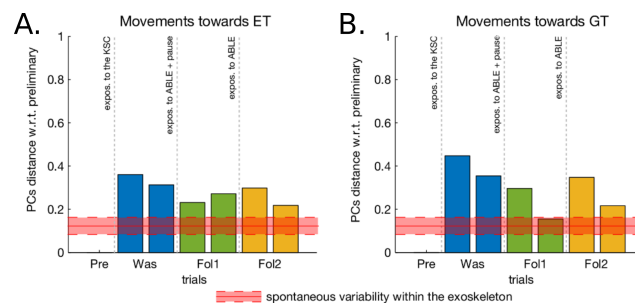 A.
Movements towards ET
PCs distance w.r.t. preliminary
1
0.8
0.6
0.4
0.2
0
expos. to the KSC
expos. to ABLE + pause
expos. to ABLE
Pre Was Fol1 Fol2
trials
B.
Movements towards GT
PCs distance w.r.t. preliminary
1
0.8
0.6
0.4
0.2
0
expos. to the KSC
expos. to ABLE + pause
expos. to ABLE
Pre Was Fol1 Fol2
trials
spontaneous variability within the exoskeleton